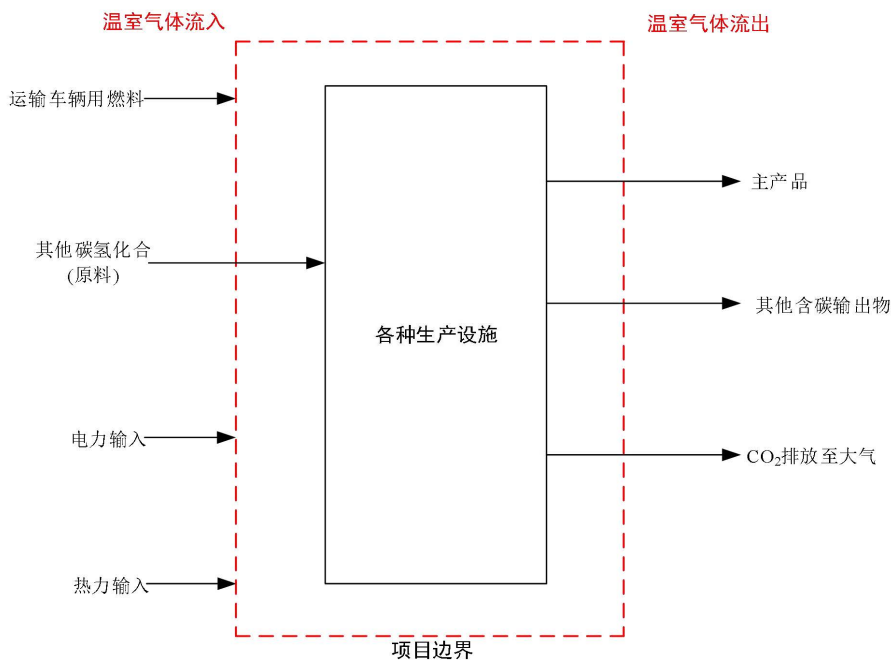 温室气体流入
温室气体流出
运输车辆用燃料
主产品
其他碳氢化合
(原料)
其他含碳输出物
各种生产设施
电力输入
CO₂排放至大气
热力输入
项目边界